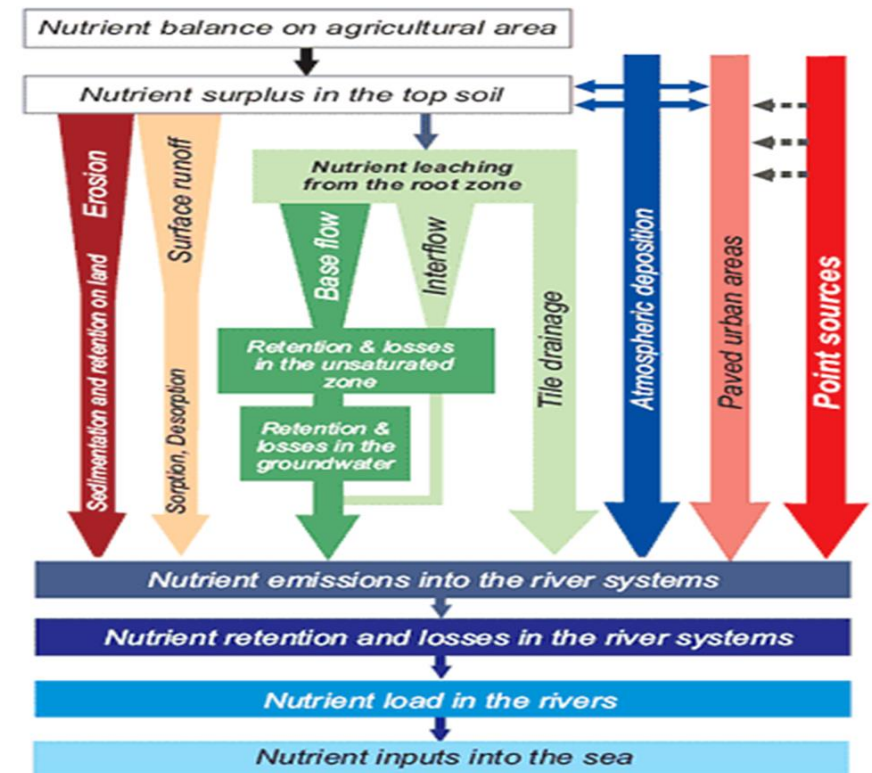 Nutrient balance on agricultural area
Nutrient surplus in the top soil
Erosion
Sedimentation and retention on land
Surface runoff
Sorption, Desorption
Nutrient leaching
from the root zone
Base flow
Interflow
Retention & losses
in the unsaturated
zone
Retention &
losses in the
groundwater
Tile drainage
Atmospheric deposition
Paved urban areas
Point sources
Nutrient emissions into the river systems
Nutrient retention and losses in the river systems
Nutrient load in the rivers
Nutrient inputs into the sea